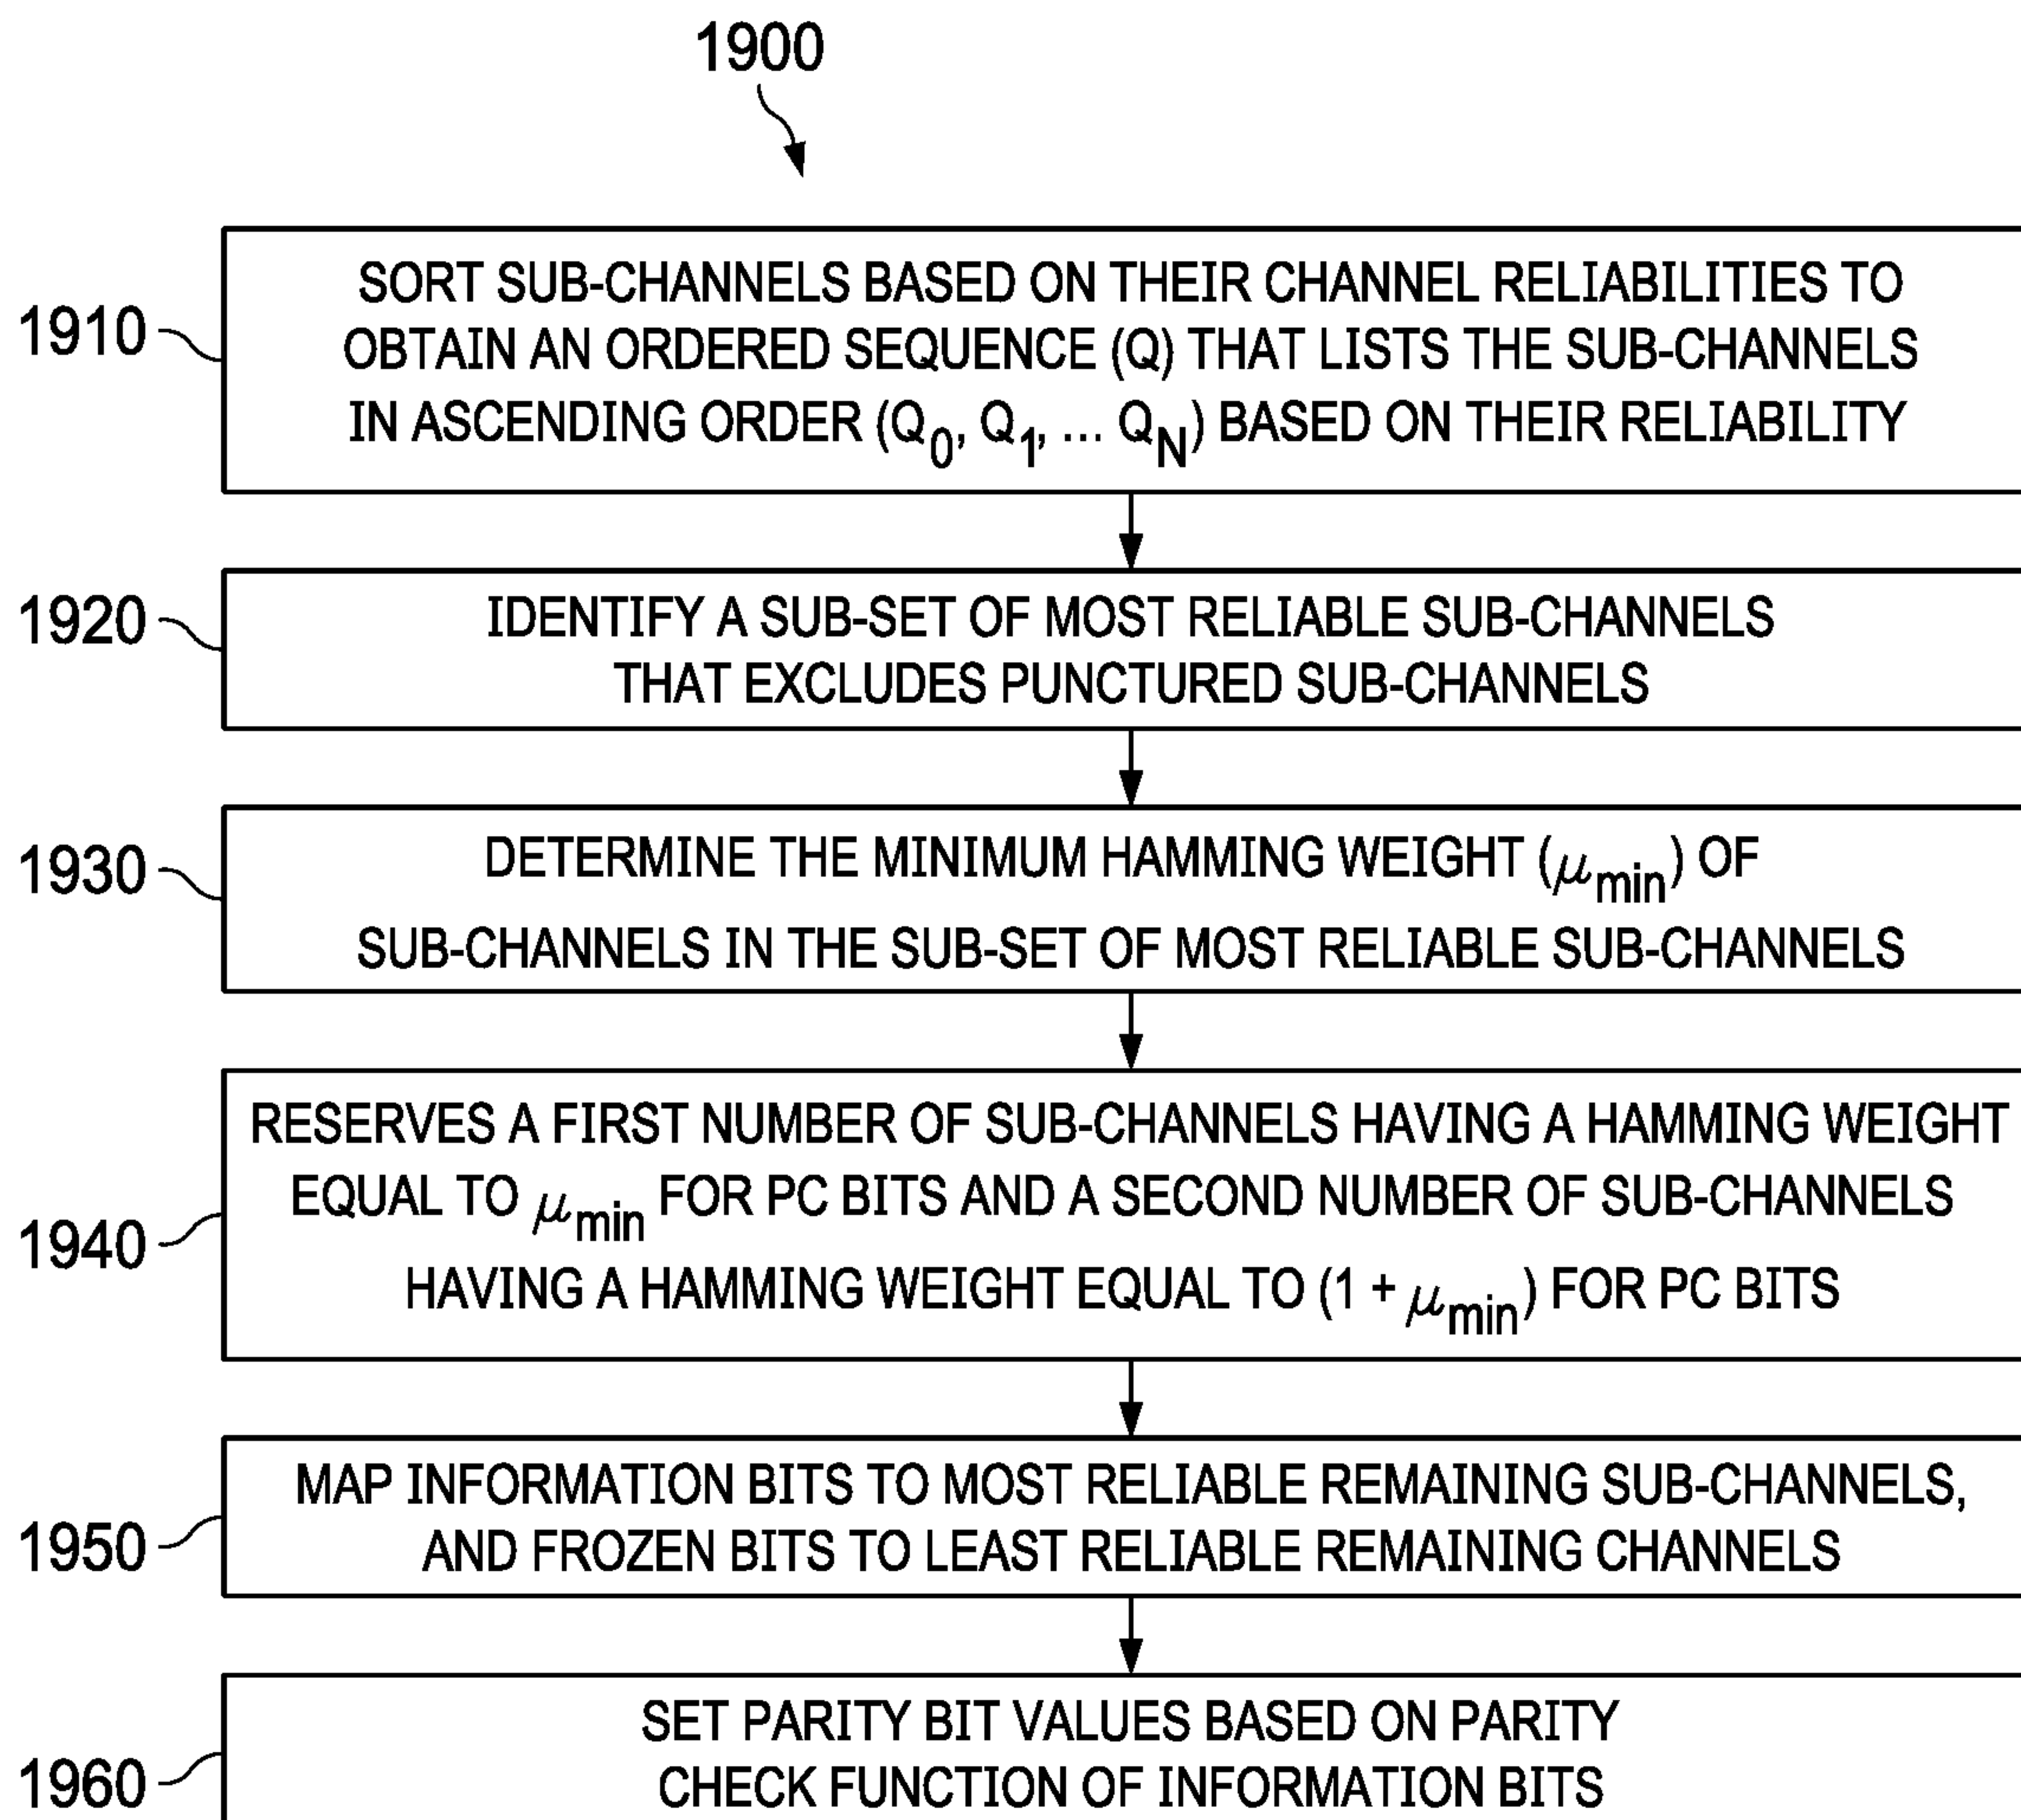 1900
1910
SORT SUB-CHANNELS BASED ON THEIR CHANNEL RELIABILITIES TO
OBTAIN AN ORDERED SEQUENCE (Q) THAT LISTS THE SUB-CHANNELS
IN ASCENDING ORDER (Q0, Q1, ... QN) BASED ON THEIR RELIABILITY
1920
IDENTIFY A SUB-SET OF MOST RELIABLE SUB-CHANNELS
THAT EXCLUDES PUNCTURED SUB-CHANNELS
1930
DETERMINE THE MINIMUM HAMMING WEIGHT (μmin) OF
SUB-CHANNELS IN THE SUB-SET OF MOST RELIABLE SUB-CHANNELS
1940
RESERVES A FIRST NUMBER OF SUB-CHANNELS HAVING A HAMMING WEIGHT
EQUAL TO μmin FOR PC BITS AND A SECOND NUMBER OF SUB-CHANNELS
HAVING A HAMMING WEIGHT EQUAL TO (1 + μmin) FOR PC BITS
1950
MAP INFORMATION BITS TO MOST RELIABLE REMAINING SUB-CHANNELS,
AND FROZEN BITS TO LEAST RELIABLE REMAINING CHANNELS
1960
SET PARITY BIT VALUES BASED ON PARITY
CHECK FUNCTION OF INFORMATION BITS